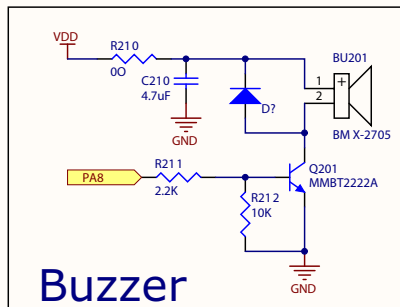 VDD
R210
0O
C210
4.7uF
GND
D?
BU201
1
+
2
BM X-2705
PA8
R211
2.2K
R212
10K
Q201
MMBT2222A
GND
Buzzer